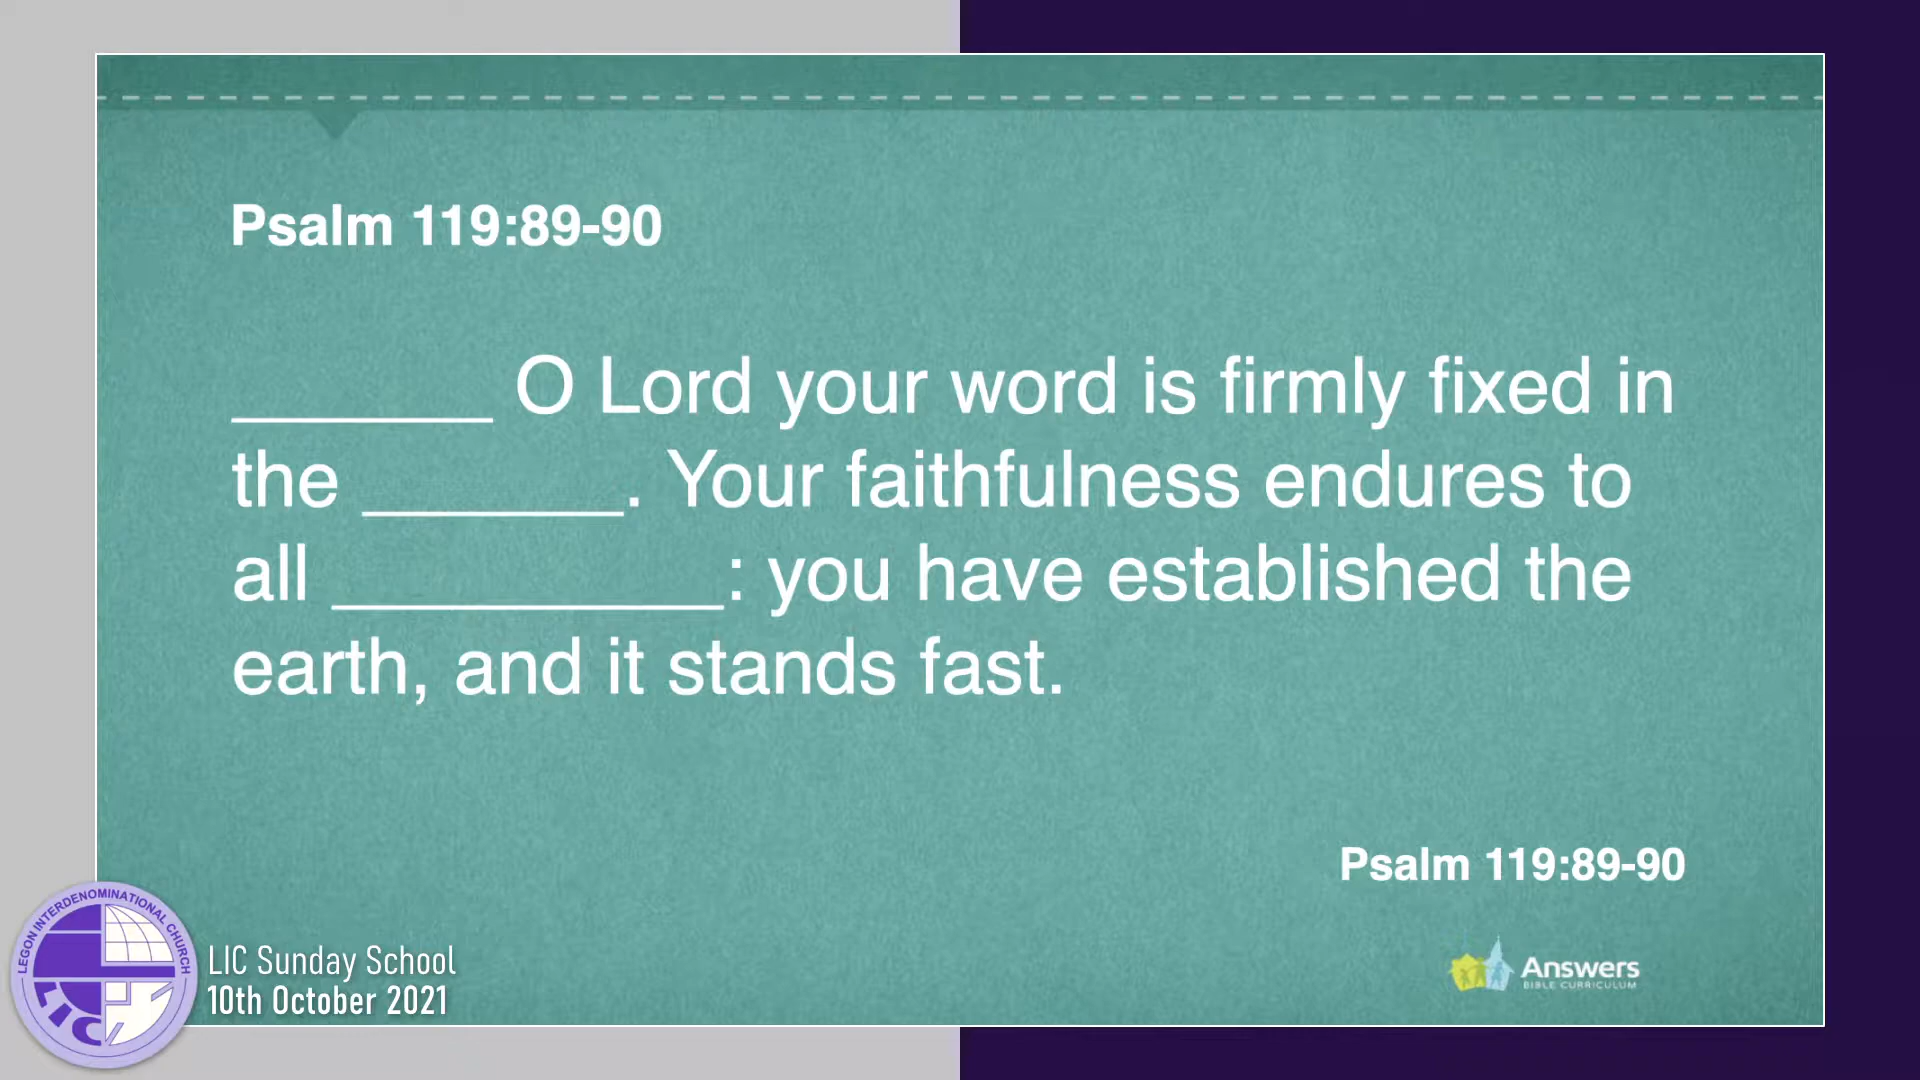 Psalm 119:89-90
_______ O Lord your word is firmly fixed in
the _______. Your faithfulness endures to
all __________: you have established the
earth, and it stands fast.
Psalm 119:89-90
LEGON INTERDENOMINATIONAL CHURCH
LIC
LIC Sunday School
10th October 2021
Answers
BIBLE CURRICULUM